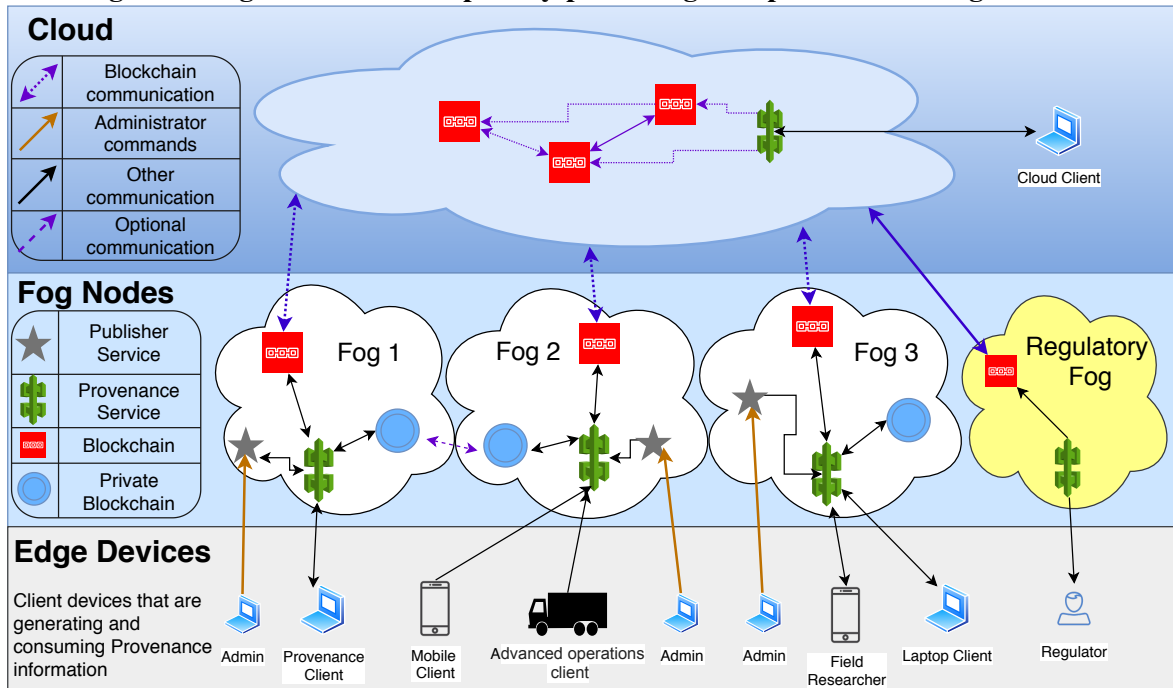 Cloud
Blockchain
communication
Administrator
commands
Other
communication
Optional
communication
Cloud Client
Fog Nodes
Publisher
Service
Provenance
Service
Blockchain
Private
Blockchain
Fog 1
Fog 2
Fog 3
Regulatory
Fog
Edge Devices
Client devices that are
generating and
consuming Provenance
information
Admin
Provenance
Client
Mobile
Client
Advanced operations
client
Admin
Admin
Field
Researcher
Laptop Client
Regulator